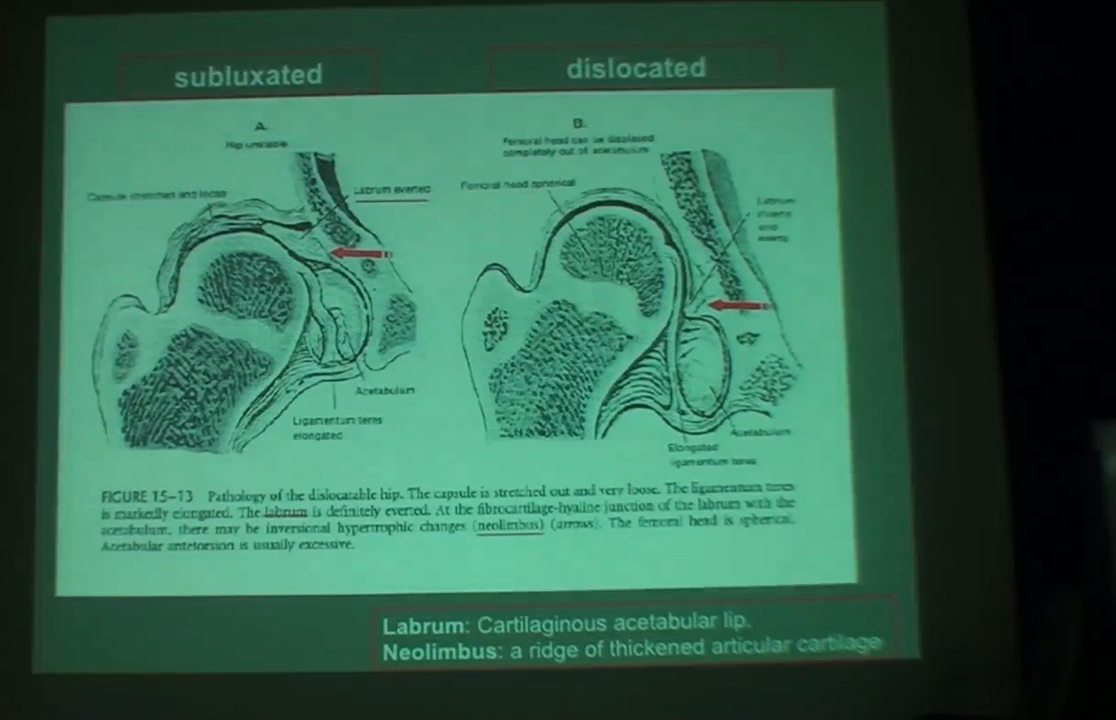 subluxated
dislocated
A.
Hip unstable
Capsule stretched and loose
Labrum everted
Acetabulum
Ligamentum teres
elongated
B.
Femoral head can be displaced
completely out of acetabulum
Femoral head spherical
Labrum
and
everts
Acetabulum
Elongated
ligamentum teres
FIGURE 15–13 Pathology of the dislocatable hip. The capsule is stretched out and very loose. The ligamentum teres
is markedly elongated. The labrum is definitely everted. At the fibrocartilage-hyaline junction of the labrum with the
acetabulum, there may be inversional hypertrophic changes (neolimbus) (arrows). The femoral head is spherical.
Acetabular antetorsion is usually excessive.
Labrum: Cartilaginous acetabular lip.
Neolimbus: a ridge of thickened articular cartilage